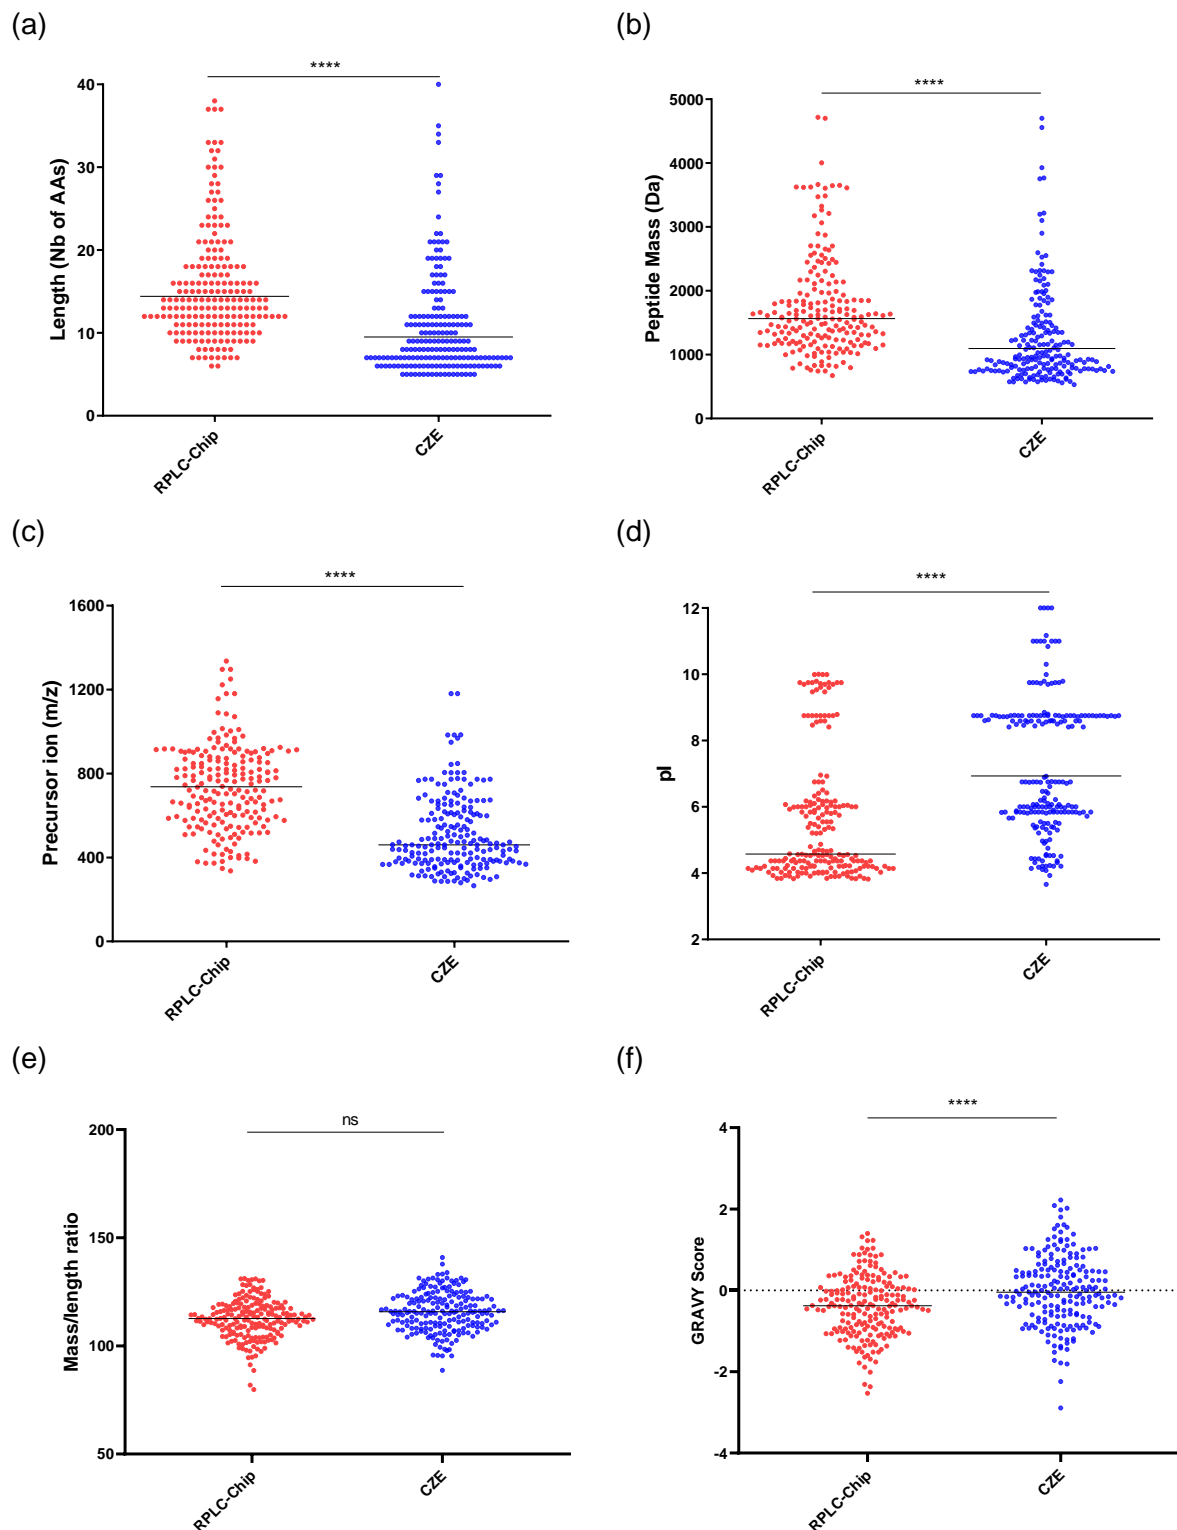 (a)
(b)
****
40
30
20
10
0
Length (Nb of AAs)
RPLC-Chip
CZE
****
5000
4000
3000
2000
1000
0
Peptide Mass (Da)
RPLC-Chip
CZE
(c)
(d)
****
1600
1200
800
400
0
Precursor ion (m/z)
RPLC-Chip
CZE
****
12
10
8
6
4
2
pI
RPLC-Chip
CZE
(e)
(f)
ns
200
150
100
50
Mass/length ratio
RPLC-Chip
CZE
****
4
2
0
-2
-4
GRAVY Score
RPLC-Chip
CZE